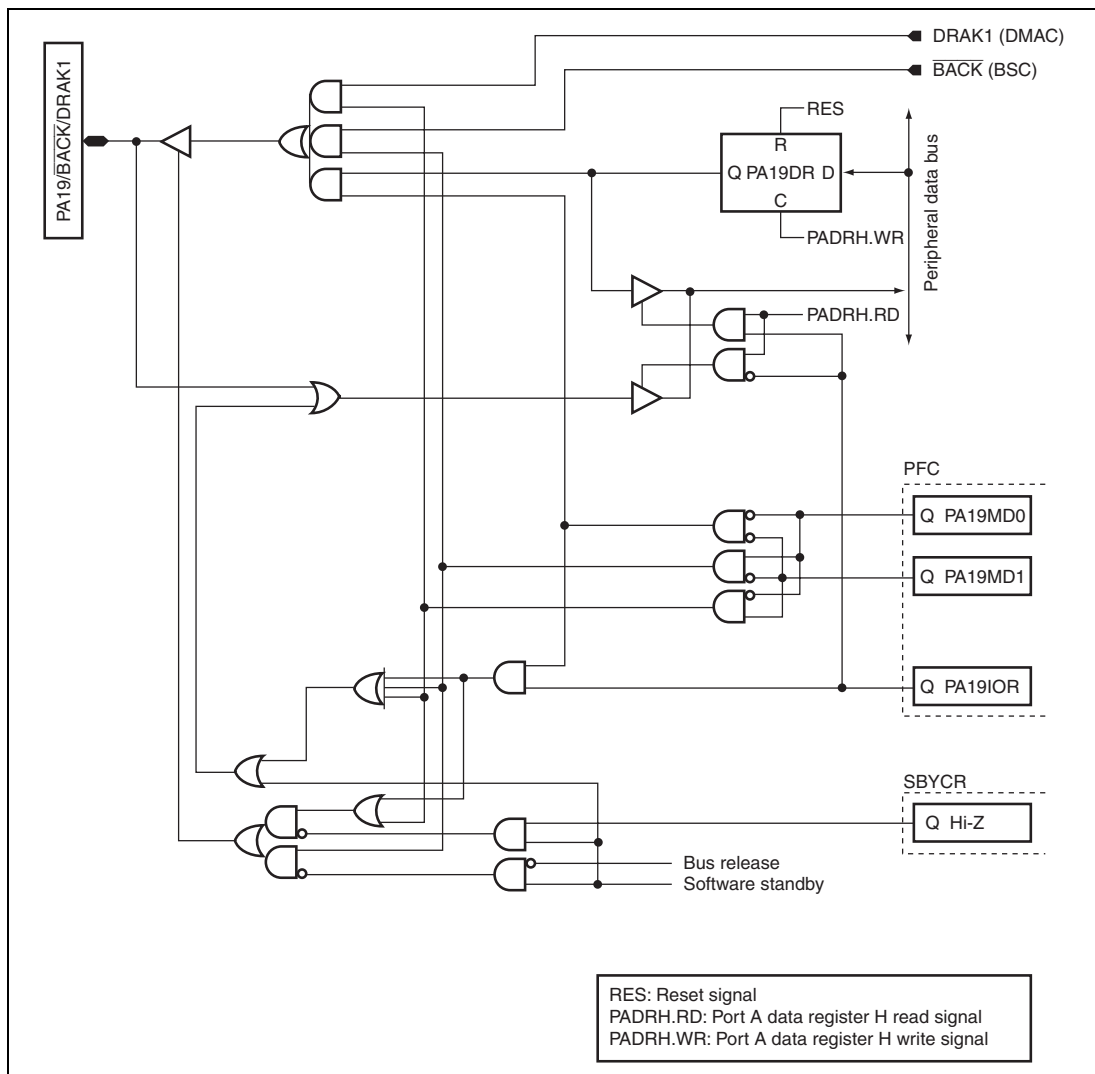 PA19/BACK/DRAK1
DRAK1 (DMAC)
BACK (BSC)
RES
R
Q PA19DR D
C
PADRH.WR
Peripheral data bus
PADRH.RD
PFC
Q PA19MD0
Q PA19MD1
Q PA19IOR
SBYCR
Q Hi-Z
Bus release
Software standby
RES: Reset signal
PADRH.RD: Port A data register H read signal
PADRH.WR: Port A data register H write signal